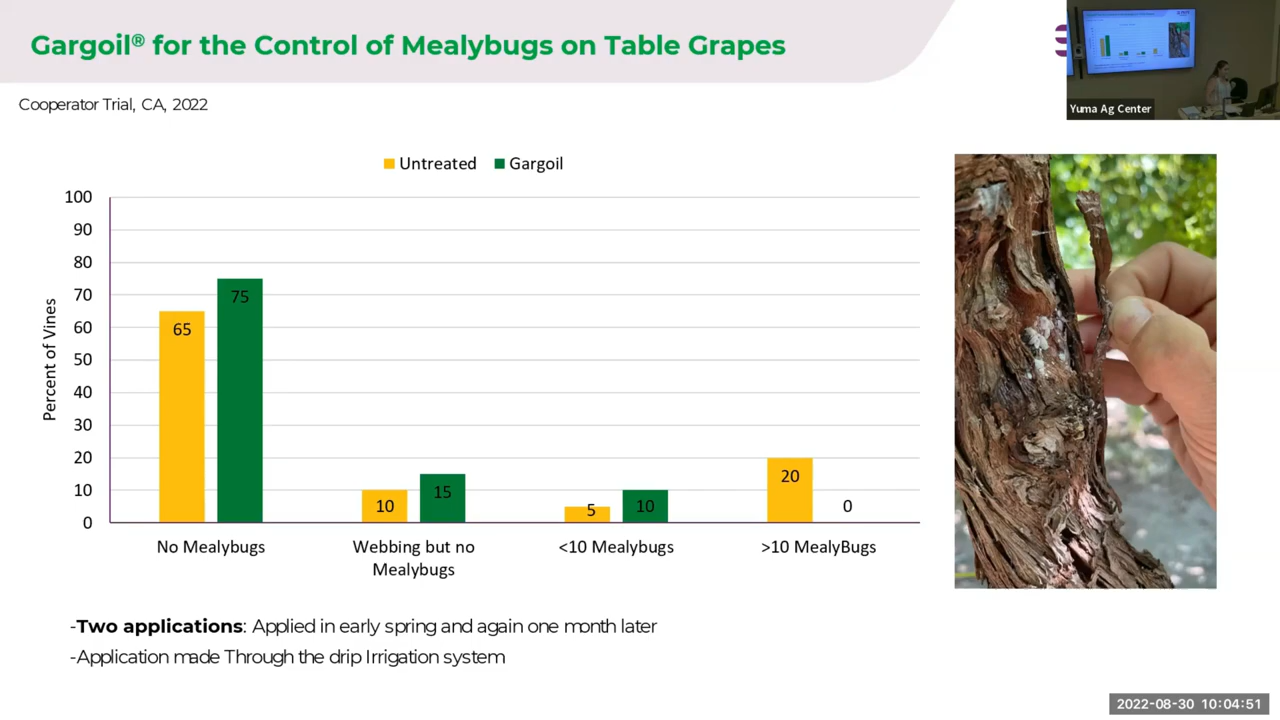 Gargoil® for the Control of Mealybugs on Table Grapes
Cooperator Trial, CA, 2022
Yuma Ag Center
Untreated Gargoil
Percent of Vines
100
90
80
70
60
50
40
30
20
10
0
65
75
10
15
5
10
20
0
No Mealybugs
Webbing but no
Mealybugs
<10 Mealybugs
>10 MealyBugs
-Two applications: Applied in early spring and again one month later
-Application made Through the drip Irrigation system
2022-08-30 10:04:51